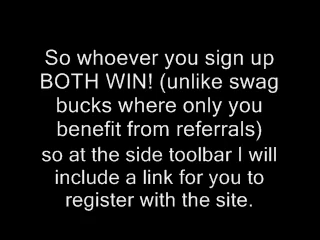 So whoever you sign up
BOTH WIN! (unlike swag
bucks where only you
benefit from referrals)
so at the side toolbar I will
include a link for you to
register with the site.